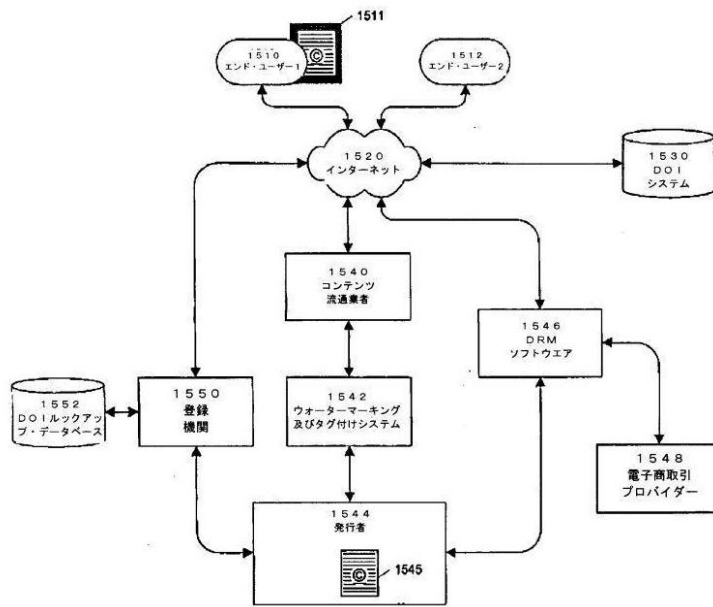 1511
1510
エンド・ユーザー1
©
1512
エンド・ユーザー2
1520
インターネット
1530
DOI
システム
1540
コンテンツ
流通業者
1546
DRM
ソフトウエア
1552
DOIルックアッ
プ・データベース
1550
登録
機関
1542
ウォーターマーキング
及びタグ付けシステム
1548
電子商取引
プロバイダー
1544
発行者
©
1545